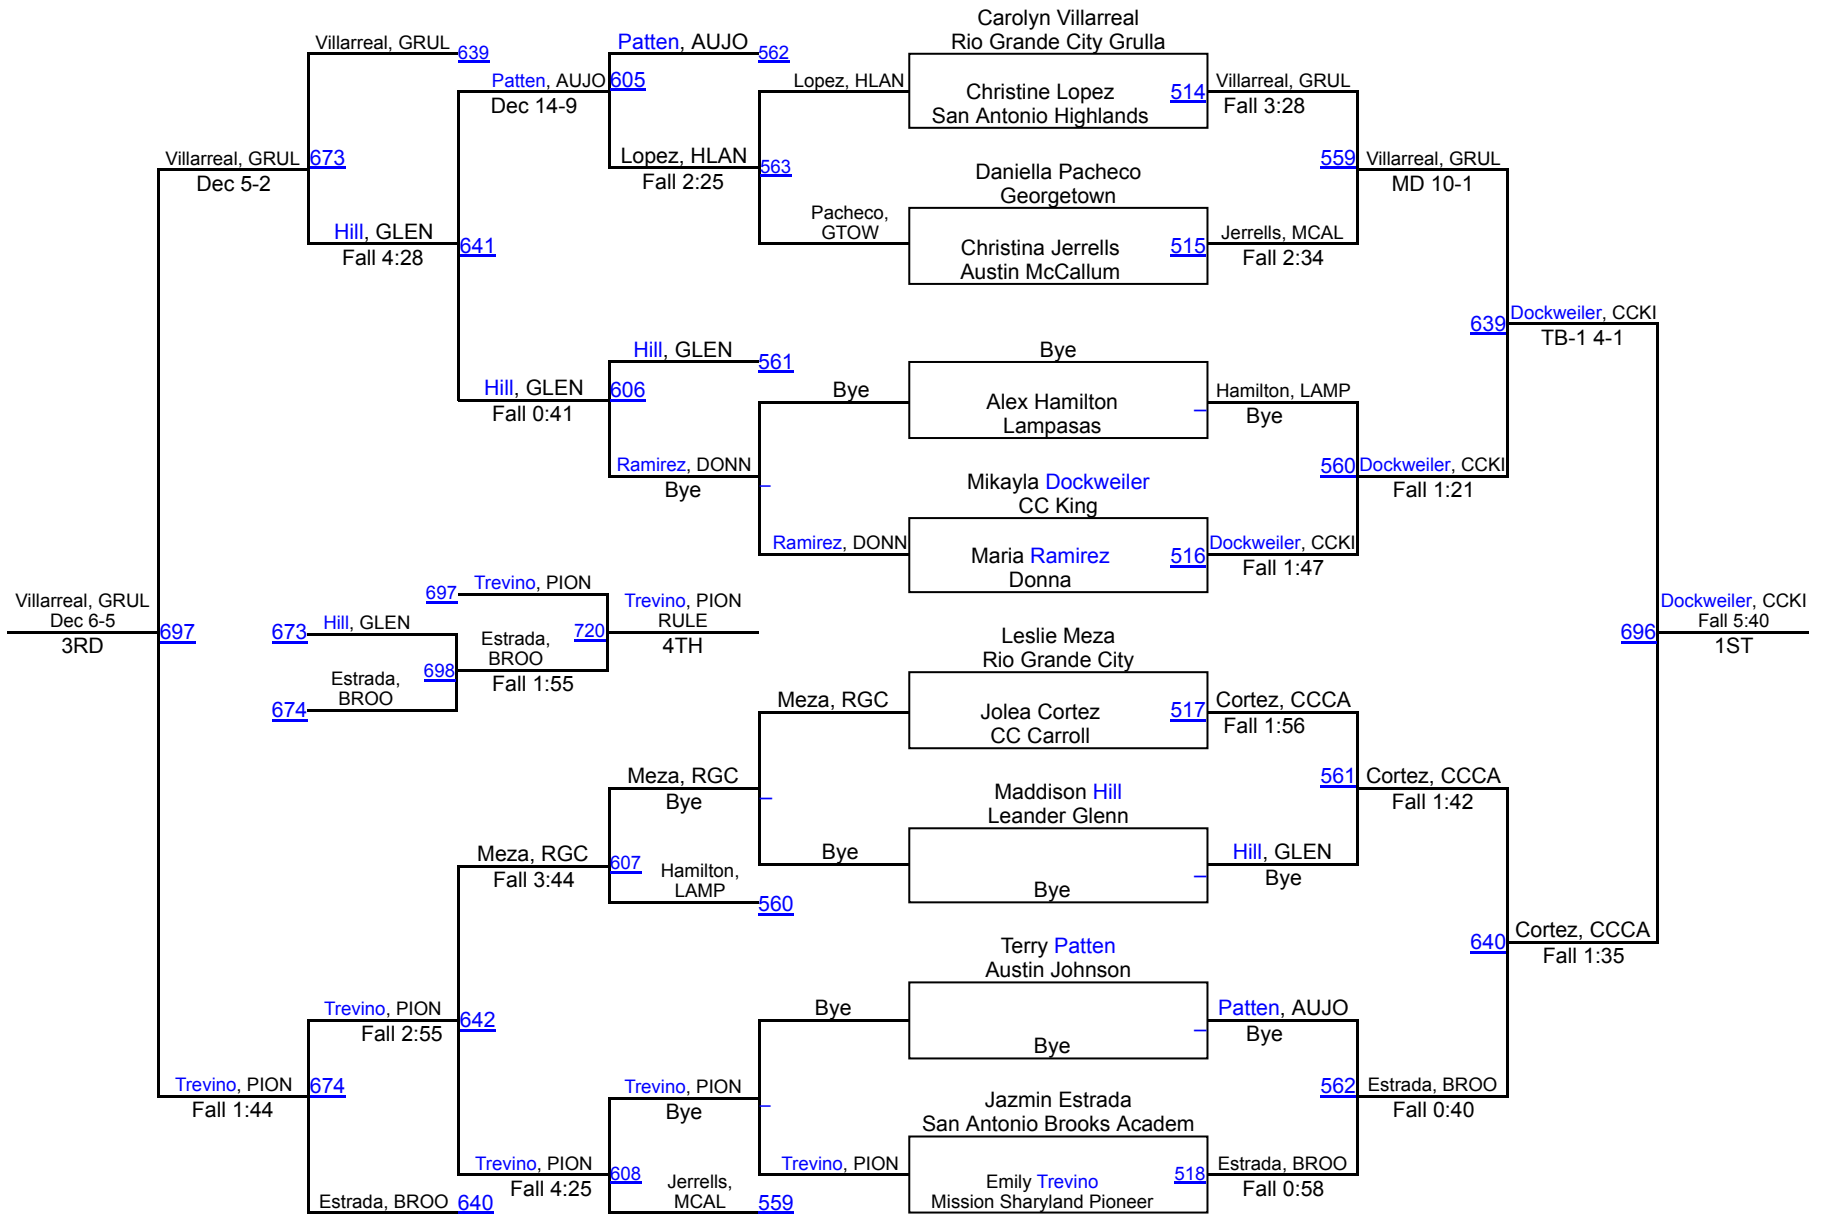 Carolyn Villarreal
Rio Grande City Grulla
Villarreal, GRUL
639
Patten, AUJO
562
Patten, AUJO
605
Dec 14-9
Lopez, HLAN
Christine Lopez
San Antonio Highlands
514
Villarreal, GRUL
Fall 3:28
Villarreal, GRUL
673
Dec 5-2
Lopez, HLAN
563
Fall 2:25
Daniella Pacheco
Georgetown
559
Villarreal, GRUL
MD 10-1
Hill, GLEN
641
Fall 4:28
Pacheco,
GTOW
Christina Jerrells
Austin McCallum
515
Jerrells, MCAL
Fall 2:34
639
Dockweiler, CCKI
TB-1 4-1
Hill, GLEN
561
Bye
Hill, GLEN
606
Fall 0:41
Bye
Alex Hamilton
Lampasas
Hamilton, LAMP
Bye
Ramirez, DONN
Bye
Mikayla Dockweiler
CC King
560
Dockweiler, CCKI
Fall 1:21
Ramirez, DONN
Maria Ramirez
Donna
516
Dockweiler, CCKI
Fall 1:47
Villarreal, GRUL
Dec 6-5
697
3RD
697
Trevino, PION
673
Hill, GLEN
Estrada,
BROO
720
Trevino, PION
RULE
4TH
698
Fall 1:55
Estrada,
BROO
674
Leslie Meza
Rio Grande City
696
Dockweiler, CCKI
Fall 5:40
1ST
Meza, RGC
Jolea Cortez
CC Carroll
517
Cortez, CCCA
Fall 1:56
Meza, RGC
Bye
Maddison Hill
Leander Glenn
561
Cortez, CCCA
Fall 1:42
Meza, RGC
607
Fall 3:44
Hamilton,
LAMP
560
Bye
Bye
Hill, GLEN
Bye
Terry Patten
Austin Johnson
640
Cortez, CCCA
Fall 1:35
Trevino, PION
642
Fall 2:55
Bye
Bye
Patten, AUJO
Bye
Trevino, PION
674
Fall 1:44
Trevino, PION
Bye
Jazmin Estrada
San Antonio Brooks Academ
562
Estrada, BROO
Fall 0:40
Trevino, PION
608
Fall 4:25
Trevino, PION
Emily Trevino
Mission Sharyland Pioneer
518
Estrada, BROO
Fall 0:58
Estrada, BROO
640
Jerrells,
MCAL
559